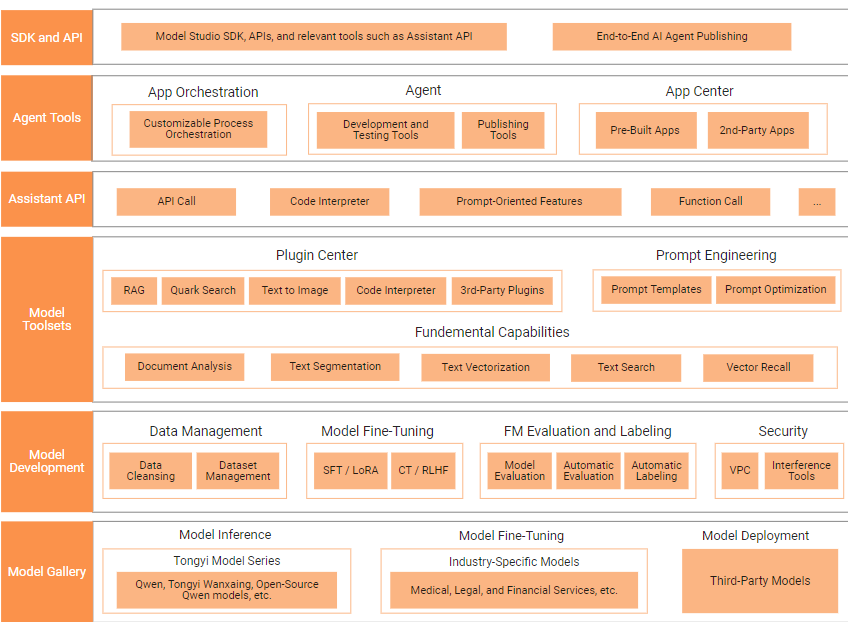 SDK and API
Model Studio SDK, APIs, and relevant tools such as Assistant API
End-to-End AI Agent Publishing
Agent Tools
App Orchestration
Customizable Process
Orchestration
Agent
Development and
Testing Tools
Publishing
Tools
App Center
Pre-Built Apps
2nd-Party Apps
Assistant API
API Call
Code Interpreter
Prompt-Oriented Features
Function Call
...
Model
Toolsets
Plugin Center
RAG
Quark Search
Text to Image
Code Interpreter
3rd-Party Plugins
Prompt Engineering
Prompt Templates
Prompt Optimization
Fundemental Capabilities
Document Analysis
Text Segmentation
Text Vectorization
Text Search
Vector Recall
Model
Development
Data Management
Data
Cleansing
Dataset
Management
Model Fine-Tuning
SFT / LoRA
CT / RLHF
FM Evaluation and Labeling
Model
Evaluation
Automatic
Evaluation
Automatic
Labeling
Security
VPC
Interference
Tools
Model Gallery
Model Inference
Tongyi Model Series
Qwen, Tongyi Wanxaing, Open-Source
Qwen models, etc.
Model Fine-Tuning
Industry-Specific Models
Medical, Legal, and Financial Services, etc.
Model Deployment
Third-Party Models